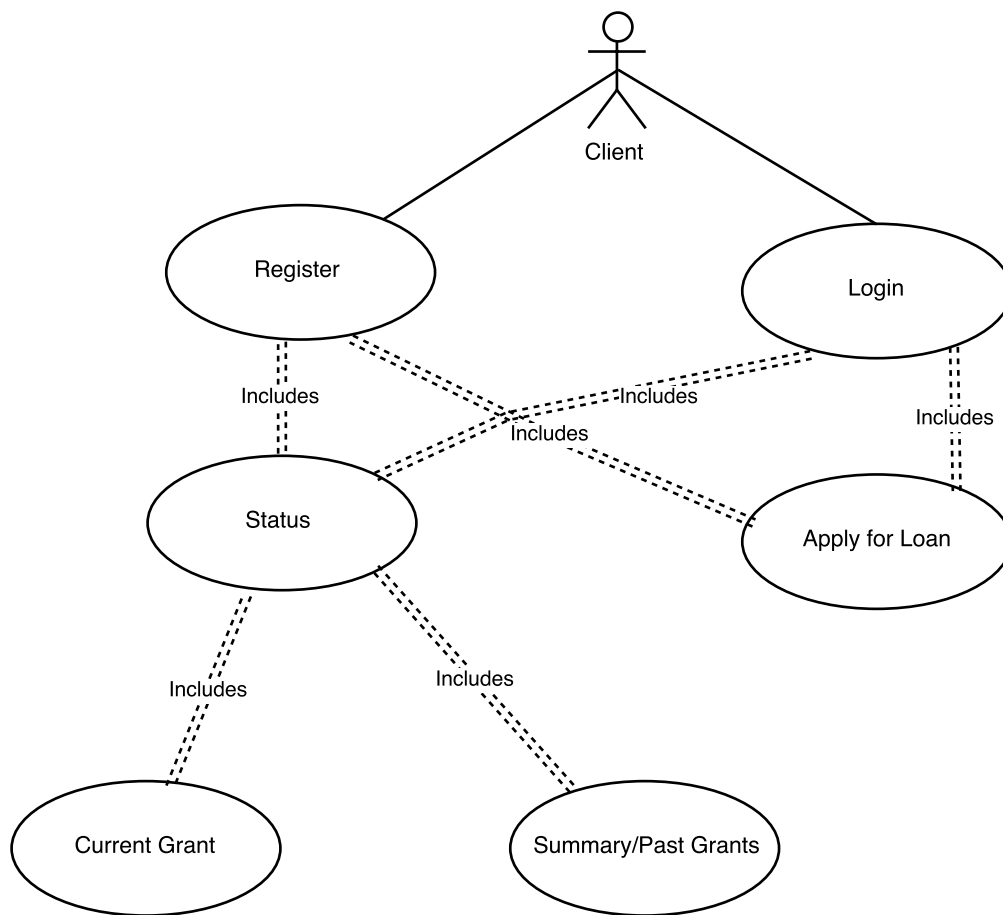 Client
Register
Login
Includes
Includes
Includes
Includes
Status
Apply for Loan
Includes
Includes
Current Grant
Summary/Past Grants